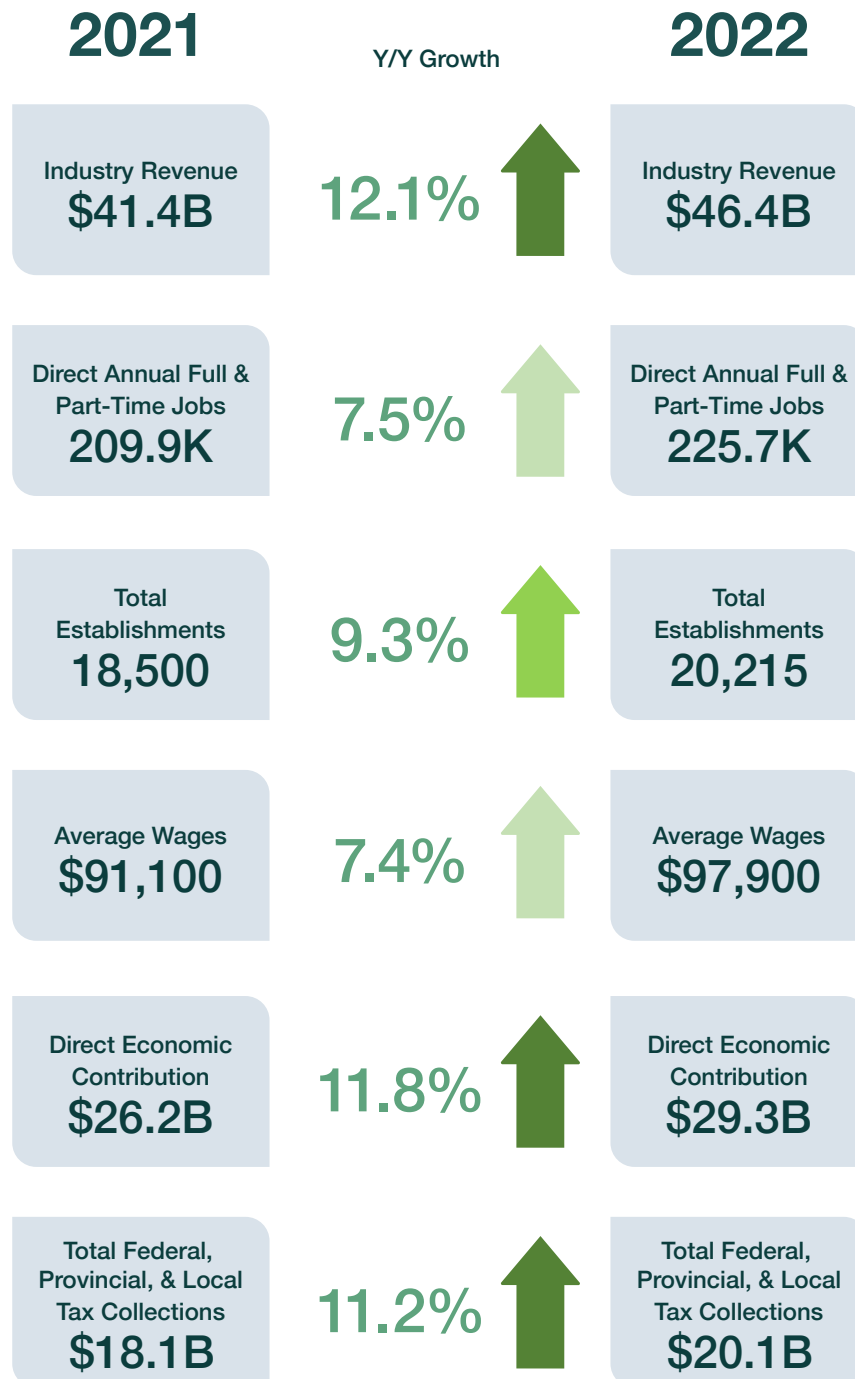 2021
Y/Y Growth
2022
Industry Revenue
$41.4B
12.1%
Industry Revenue
$46.4B
Direct Annual Full &
Part-Time Jobs
209.9K
7.5%
Direct Annual Full &
Part-Time Jobs
225.7K
Total
Establishments
18,500
9.3%
Total
Establishments
20,215
Average Wages
$91,100
7.4%
Average Wages
$97,900
Direct Economic
Contribution
$26.2B
11.8%
Direct Economic
Contribution
$29.3B
Total Federal,
Provincial, & Local
Tax Collections
$18.1B
11.2%
Total Federal,
Provincial, & Local
Tax Collections
$20.1B